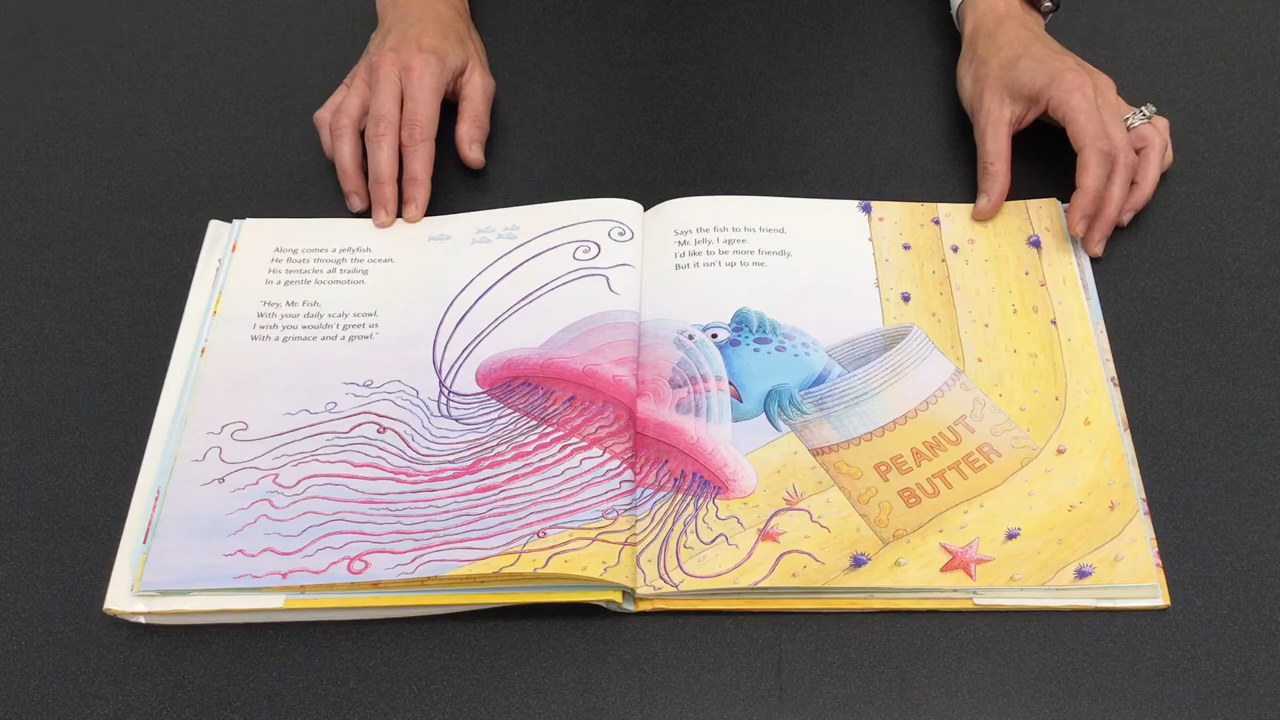 Along comes a jellyfish.
He floats through the ocean,
His tentacles all trailing
In a gentle locomotion.
"Hey, Mr. Fish,
With your daily scaly scowl,
I wish you wouldn't greet us
With a grimace and a growl."
Says the fish to his friend,
"Mr. Jelly, I agree.
I'd like to be more friendly,
But it isn't up to me.
PEANUT
BUTTER